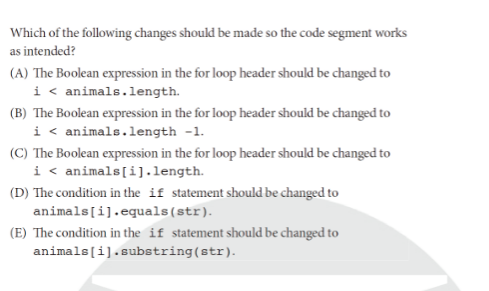 Which of the following changes should be made so the code segment works
as intended?
(A) The Boolean expression in the for loop header should be changed to
i < animals.length.
(B) The Boolean expression in the for loop header should be changed to
i < animals.length -1.
(C) The Boolean expression in the for loop header should be changed to
i < animals[i].length.
(D) The condition in the if statement should be changed to
animals[i].equals(str).
(E) The condition in the if statement should be changed to
animals[i].substring(str).